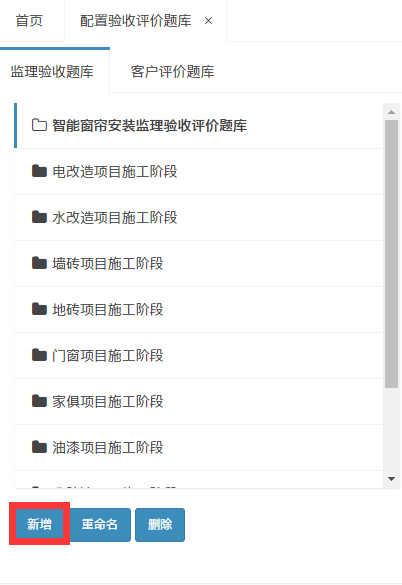 首页 配置验收评价题库 ×
监理验收题库 客户评价题库
智能窗帘安装监理验收评价题库
电改造项目施工阶段
水改造项目施工阶段
墙砖项目施工阶段
地砖项目施工阶段
门窗项目施工阶段
家俱项目施工阶段
油漆项目施工阶段
新增 重命名 删除